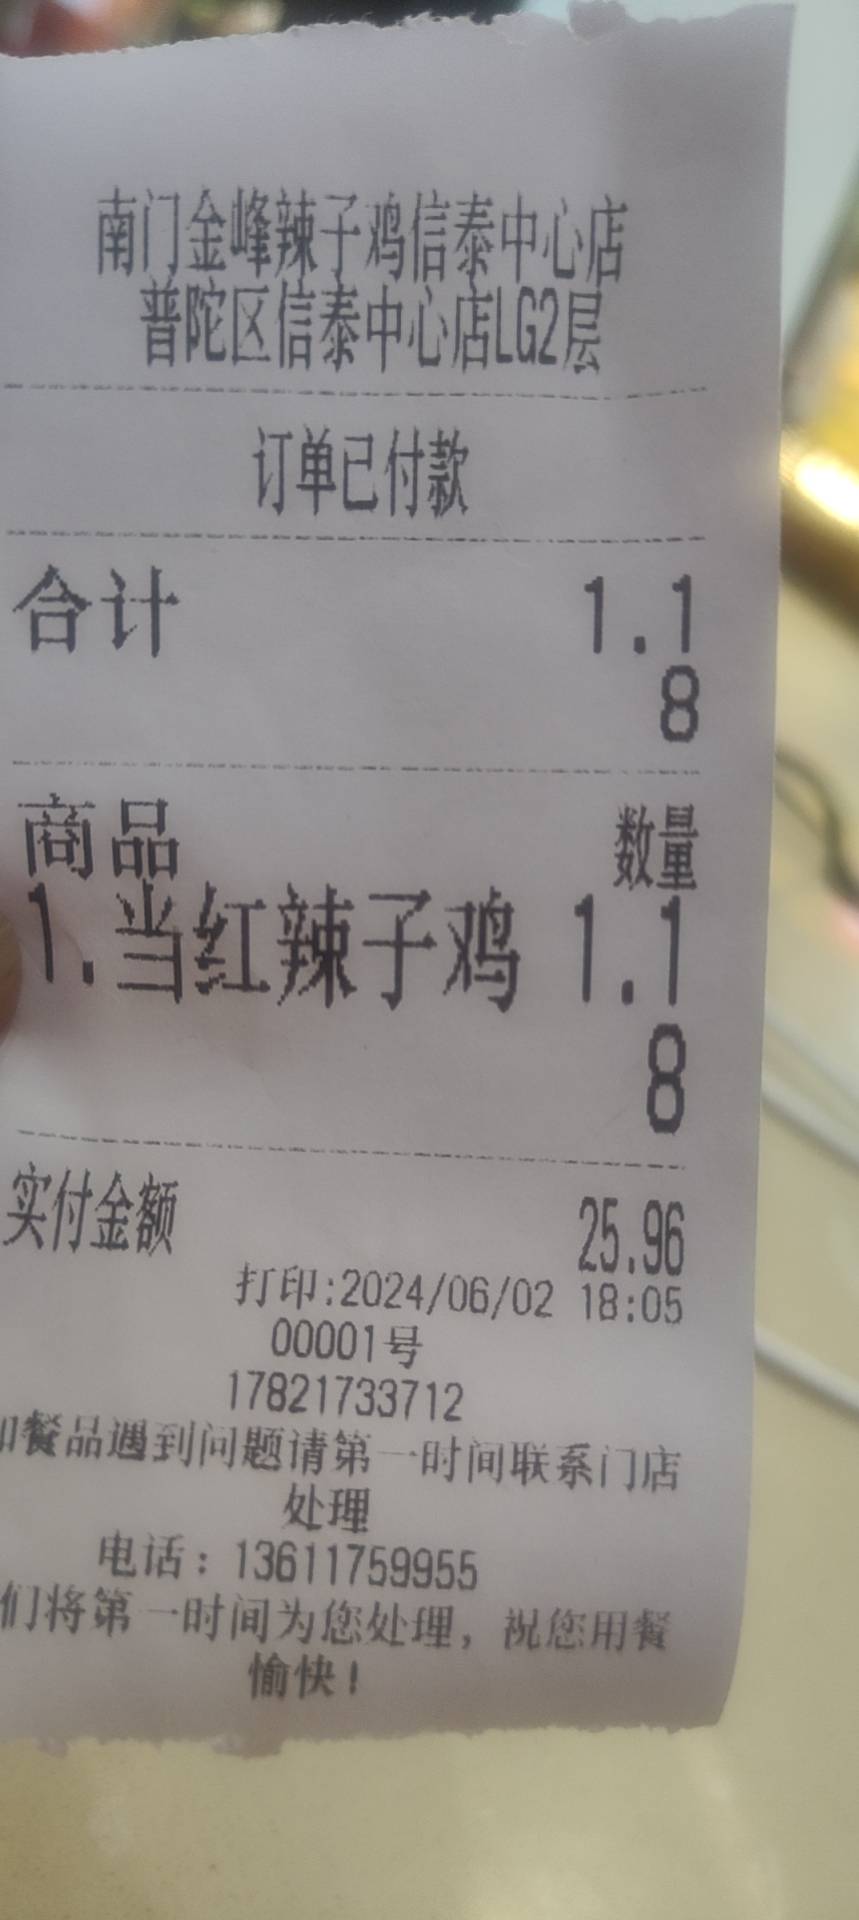 南门金峰辣子鸡信泰中心店
普陀区信泰中心店LG2层
订单已付款
合计 1.1
8
商品 数量
1.当红辣子鸡 1.1
8
实付金额 25.96
打印:2024/06/02 18:05
00001号
17821733712
餐品遇到问题请第一时间联系门店
处理
电话：13611759955
们将第一时间为您处理，祝您用餐
愉快！